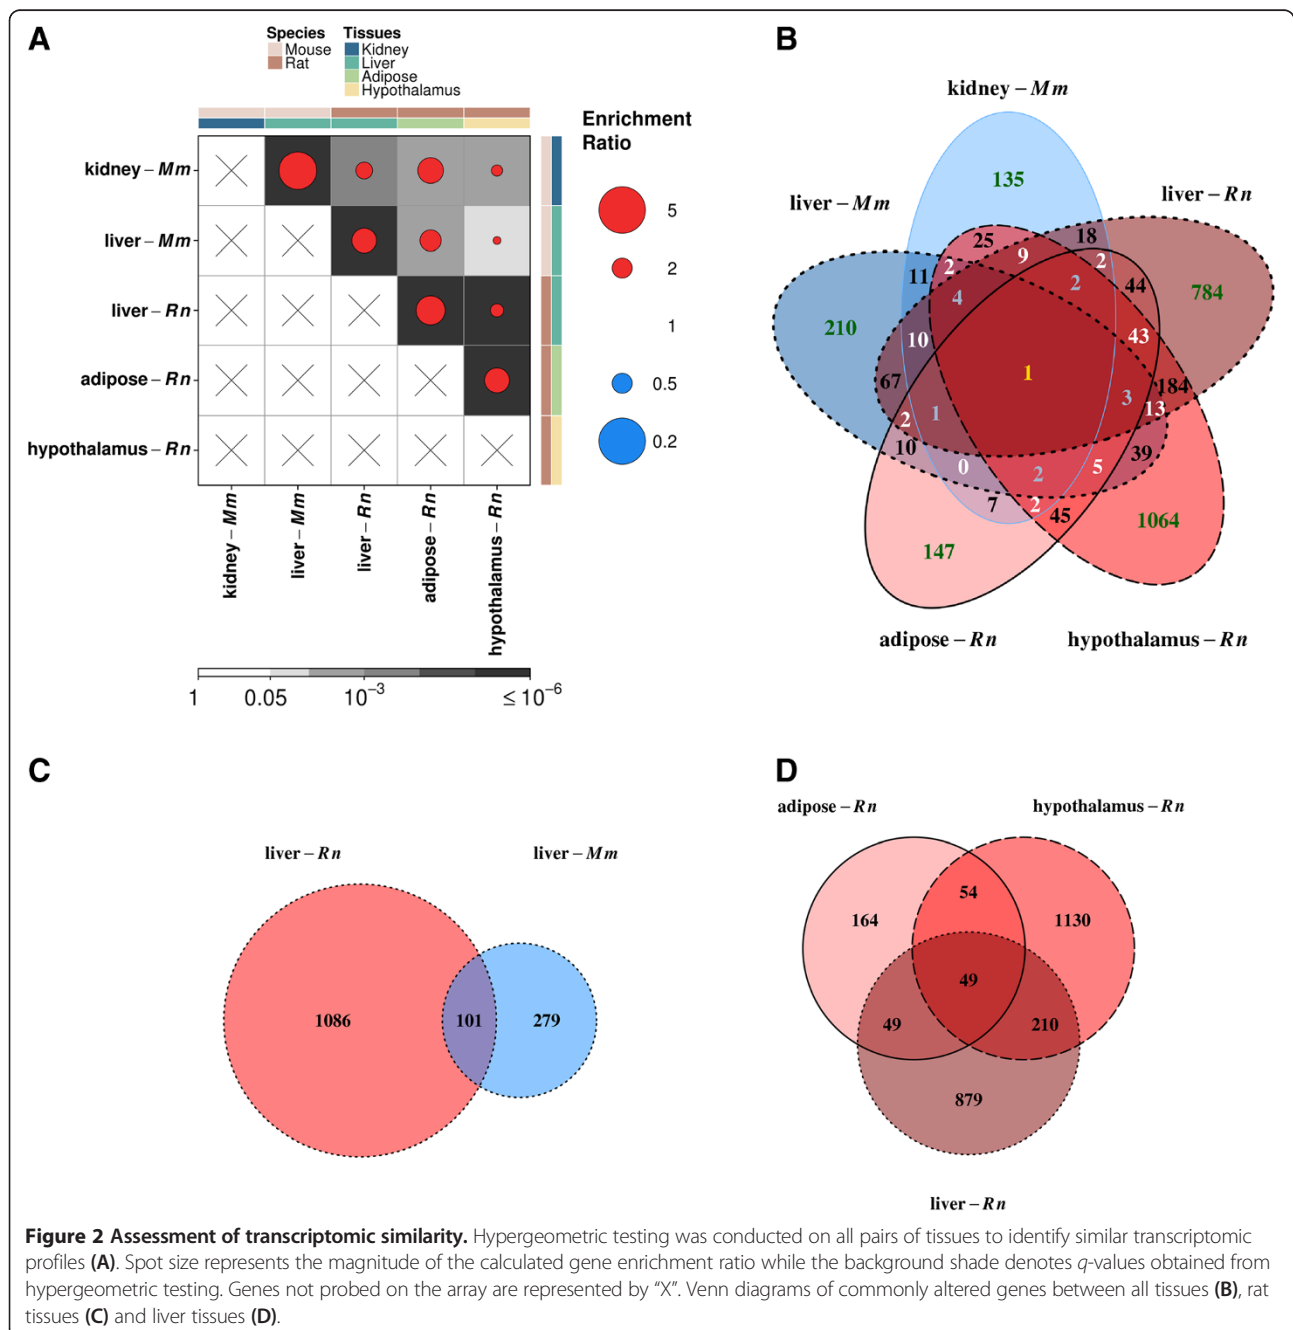 A
Species
Mouse
Rat
Tissues
Kidney
Liver
Adipose
Hypothalamus
kidney – Mm
liver – Mm
liver – Rn
adipose – Rn
hypothalamus – Rn
kidney – Mm
liver – Mm
liver – Rn
adipose – Rn
hypothalamus – Rn
1
0.05
10⁻³
≤ 10⁻⁶
Enrichment
Ratio
5
2
1
0.5
0.2
B
kidney – Mm
liver – Mm
liver – Rn
135
25
18
2
9
2
11
4
2
44
784
210
10
43
1
67
184
1
3
13
2
10
0
2
5
39
7
2
45
1064
147
adipose – Rn
hypothalamus – Rn
C
liver – Rn
liver – Mm
1086
101
279
D
adipose – Rn
hypothalamus – Rn
54
164
1130
49
49
210
879
liver – Rn
Figure 2 Assessment of transcriptomic similarity. Hypergeometric testing was conducted on all pairs of tissues to identify similar transcriptomic
profiles (A). Spot size represents the magnitude of the calculated gene enrichment ratio while the background shade denotes q-values obtained from
hypergeometric testing. Genes not probed on the array are represented by “X”. Venn diagrams of commonly altered genes between all tissues (B), rat
tissues (C) and liver tissues (D).